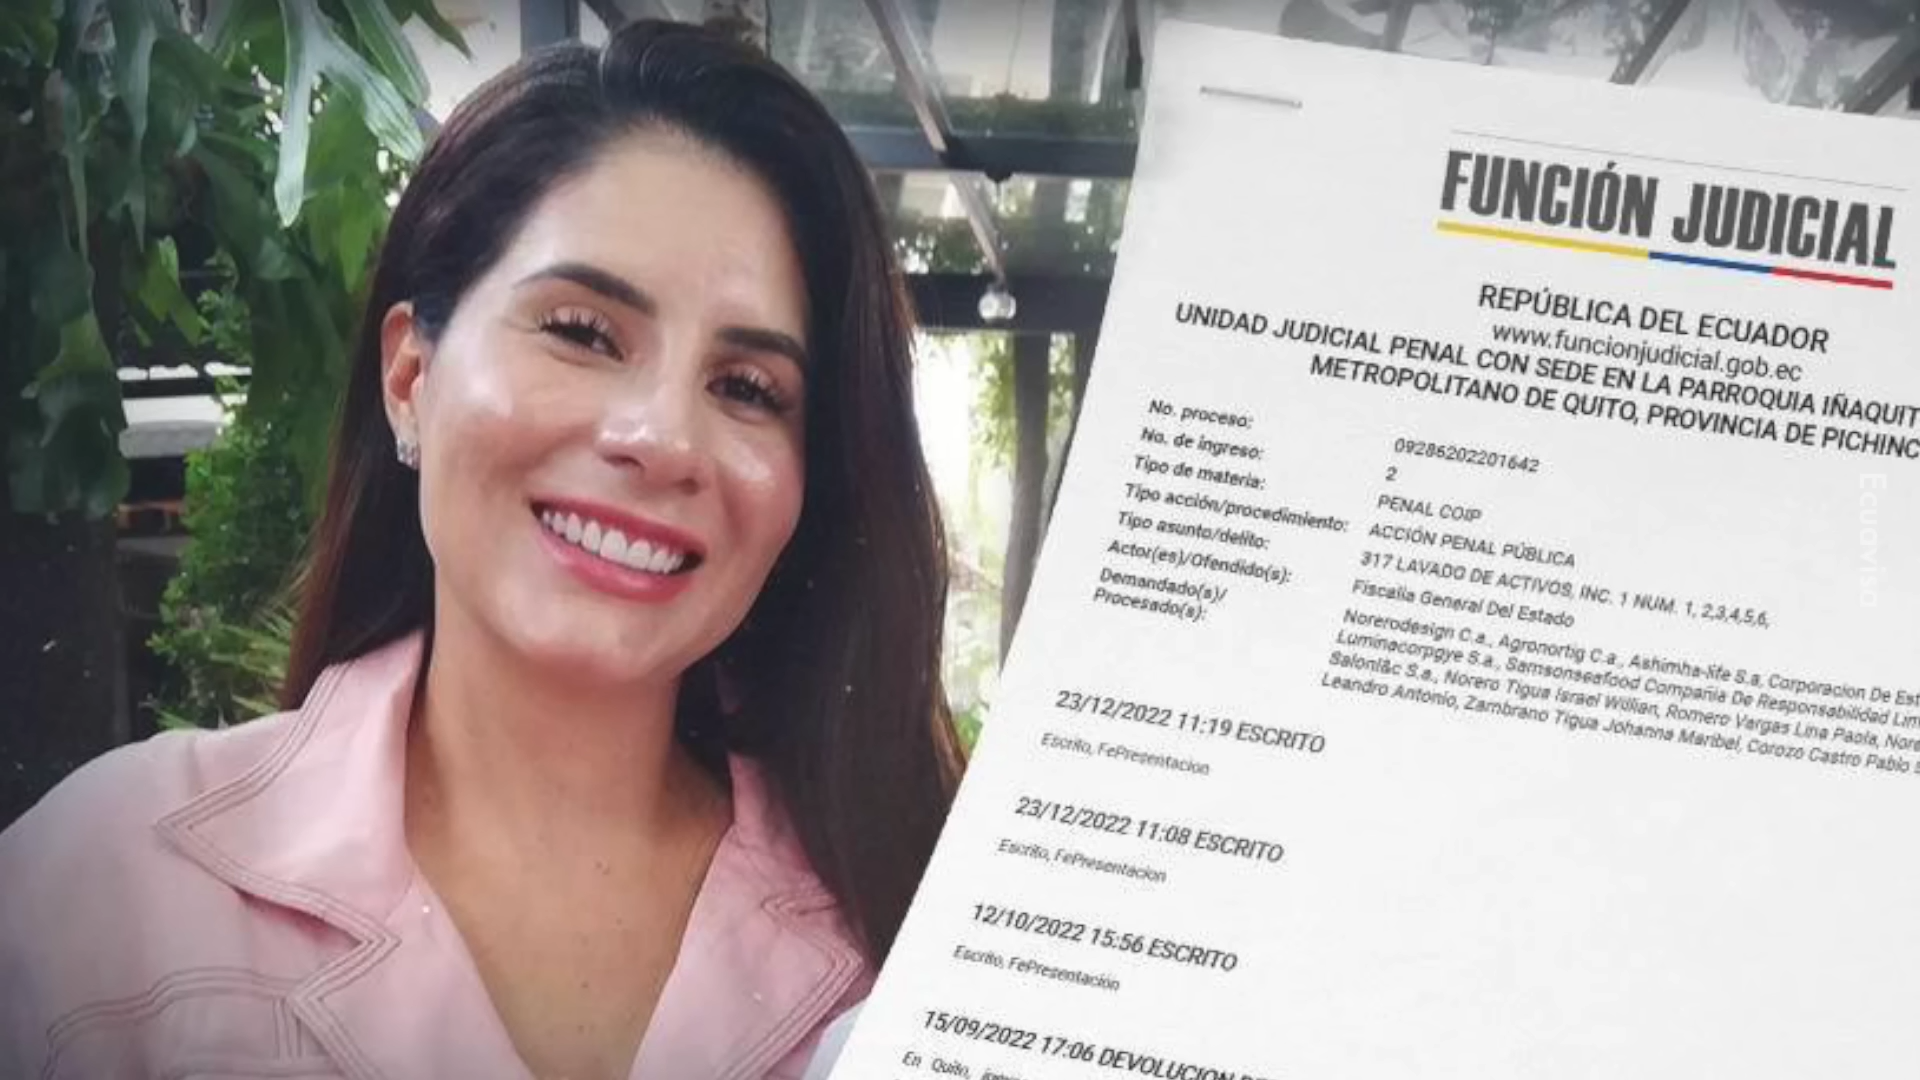 FUNCIÓN JUDICIAL
REPÚBLICA DEL ECUADOR
www.funcionjudicial.gob.ec
UNIDAD JUDICIAL PENAL CON SEDE EN LA PARROQUIA IÑAQUIT
METROPOLITANO DE QUITO, PROVINCIA DE PICHINC
No. proceso: 09286202201642
No. de ingreso: 2
Tipo de materia: PENAL COIP
Tipo acción/procedimiento: ACCIÓN PENAL PÚBLICA
Tipo asunto/delito: 317 LAVADO DE ACTIVOS, INC. 1 NUM. 1, 2,3,4,5,6,
Actor(es)/Ofendido(s): Fiscalia General Del Estado
Demandado(s)/
Procesado(s):
Norerodesign C.a., Agronortig C.a., Ashimha-life S.a, Corporacion De Est
Luminacorpgye S.a., Samsonseafood Compañia De Responsabilidad Lim
Salonl&c S.a., Norero Tigua Israel Wilian, Romero Vargas Lina Paola, Nore
Leandro Antonio, Zambrano Tigua Johanna Maribel, Corozo Castro Pablo
23/12/2022 11:19 ESCRITO
Escrito, FePresentacion
23/12/2022 11:08 ESCRITO
Escrito, FePresentacion
12/10/2022 15:56 ESCRITO
Escrito, FePresentación
15/09/2022 17:06 DEVOLUCION
En Quito,
Ecuavisa